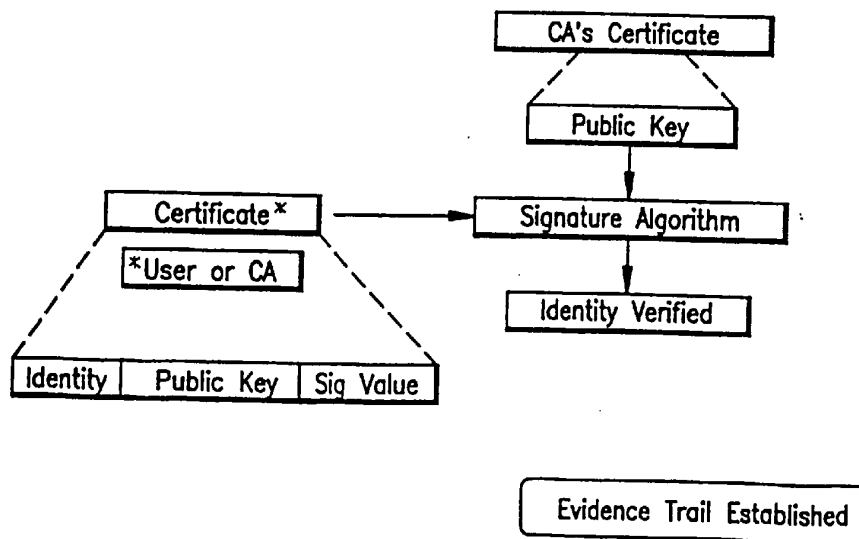 CA's Certificate
Public Key
Certificate*
Signature Algorithm
*User or CA
Identity Verified
Identity Public Key Sig Value
Evidence Trail Established